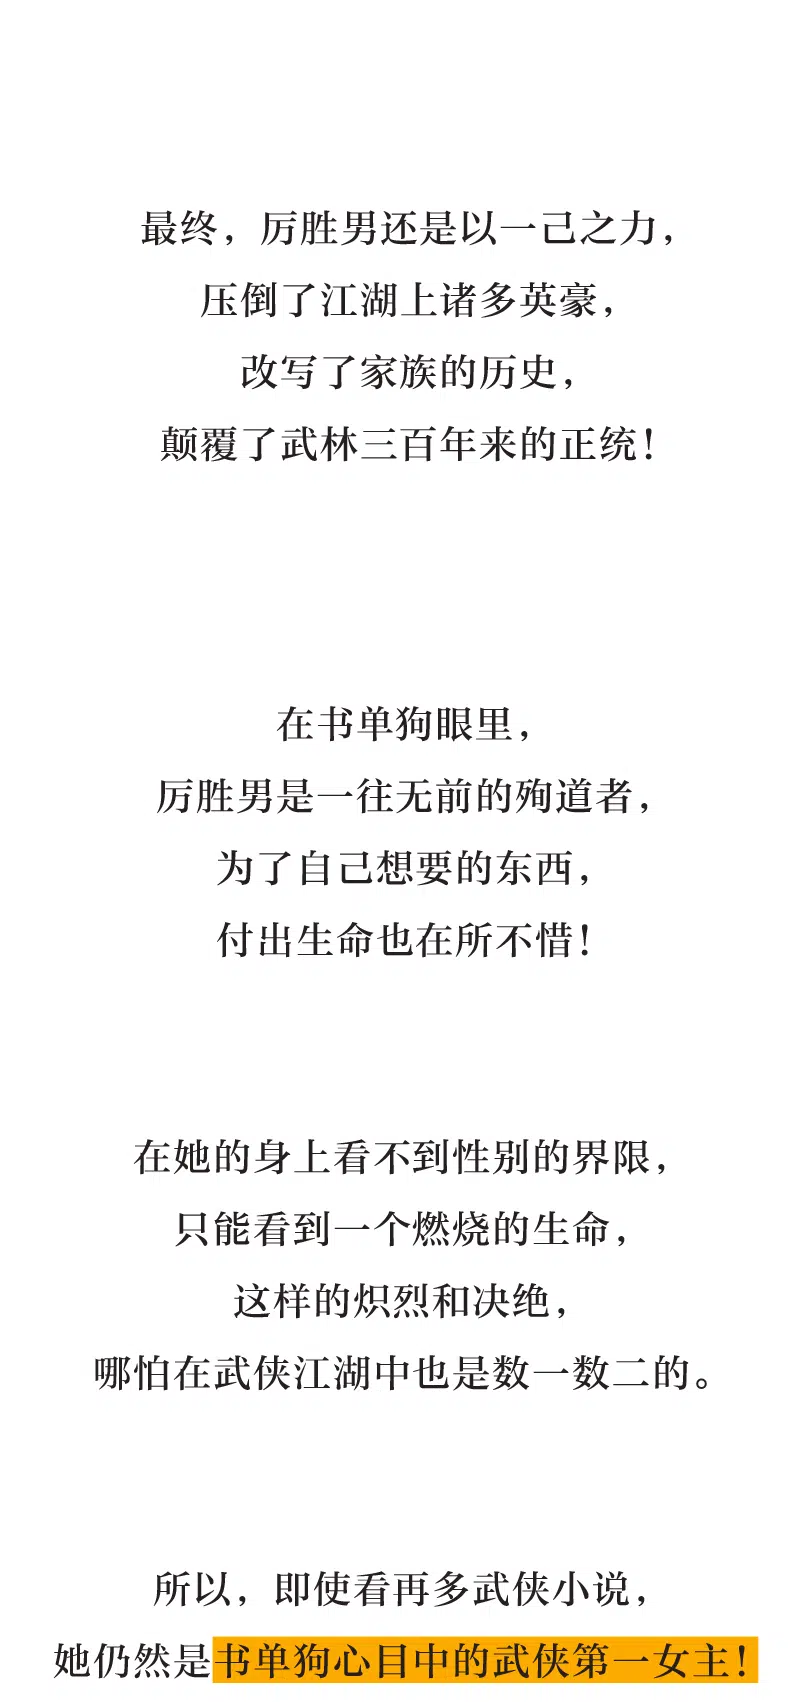 最终，厉胜男还是以一己之力，
压倒了江湖上诸多英豪，
改写了家族的历史，
颠覆了武林三百年来的正统！
在书单狗眼里，
厉胜男是一往无前的殉道者，
为了自己想要的东西，
付出生命也在所不惜！
在她的身上看不到性别的界限，
只能看到一个燃烧的生命，
这样的炽烈和决绝，
哪怕在武侠江湖中也是数一数二的。
所以，即使看再多武侠小说，
她仍然是书单狗心目中的武侠第一女主！